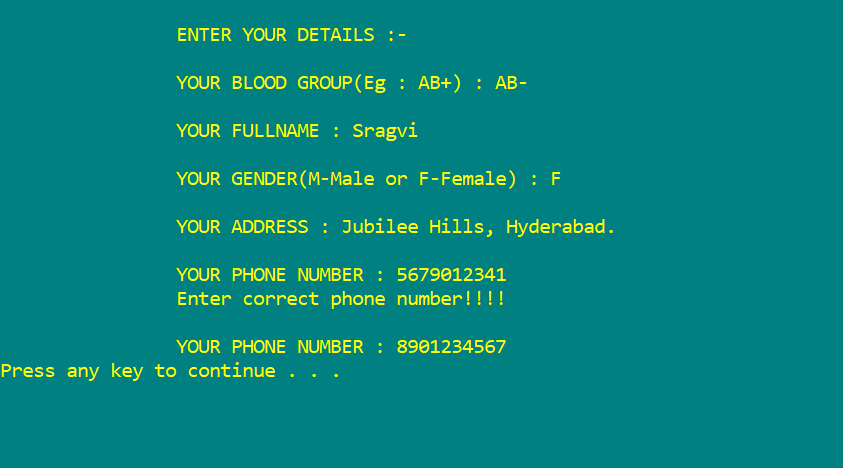 ENTER YOUR DETAILS :-
YOUR BLOOD GROUP(Eg : AB+) : AB-
YOUR FULLNAME : Sragvi
YOUR GENDER(M-Male or F-Female) : F
YOUR ADDRESS : Jubilee Hills, Hyderabad.
YOUR PHONE NUMBER : 5679012341
Enter correct phone number!!!!
YOUR PHONE NUMBER : 8901234567
Press any key to continue . . .